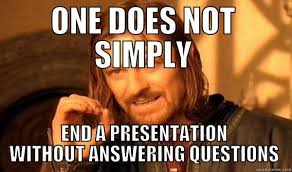 ONE DOES NOT
SIMPLY
END A PRESENTATION
WITHOUT ANSWERING QUESTIONS